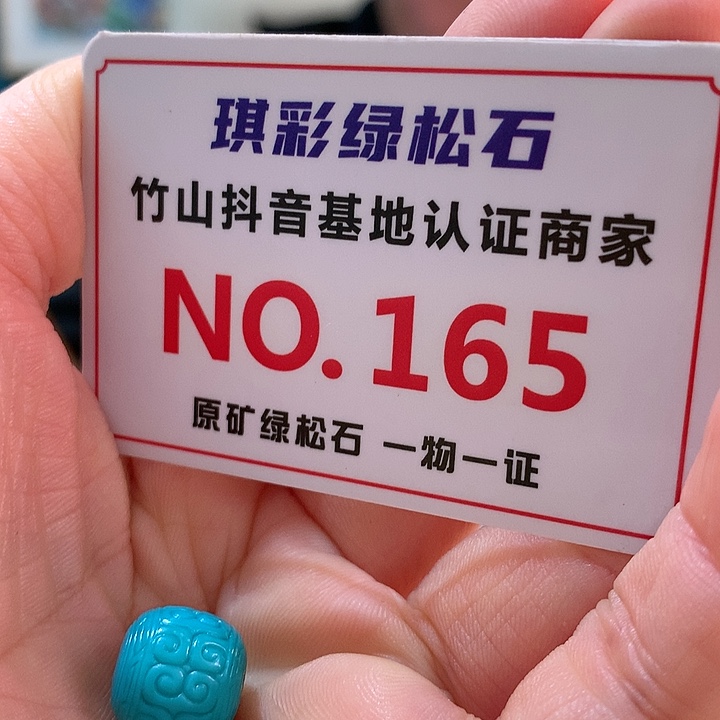 琪彩绿松石
竹山抖音基地认证商家
NO.165
原矿绿松石 一物一证